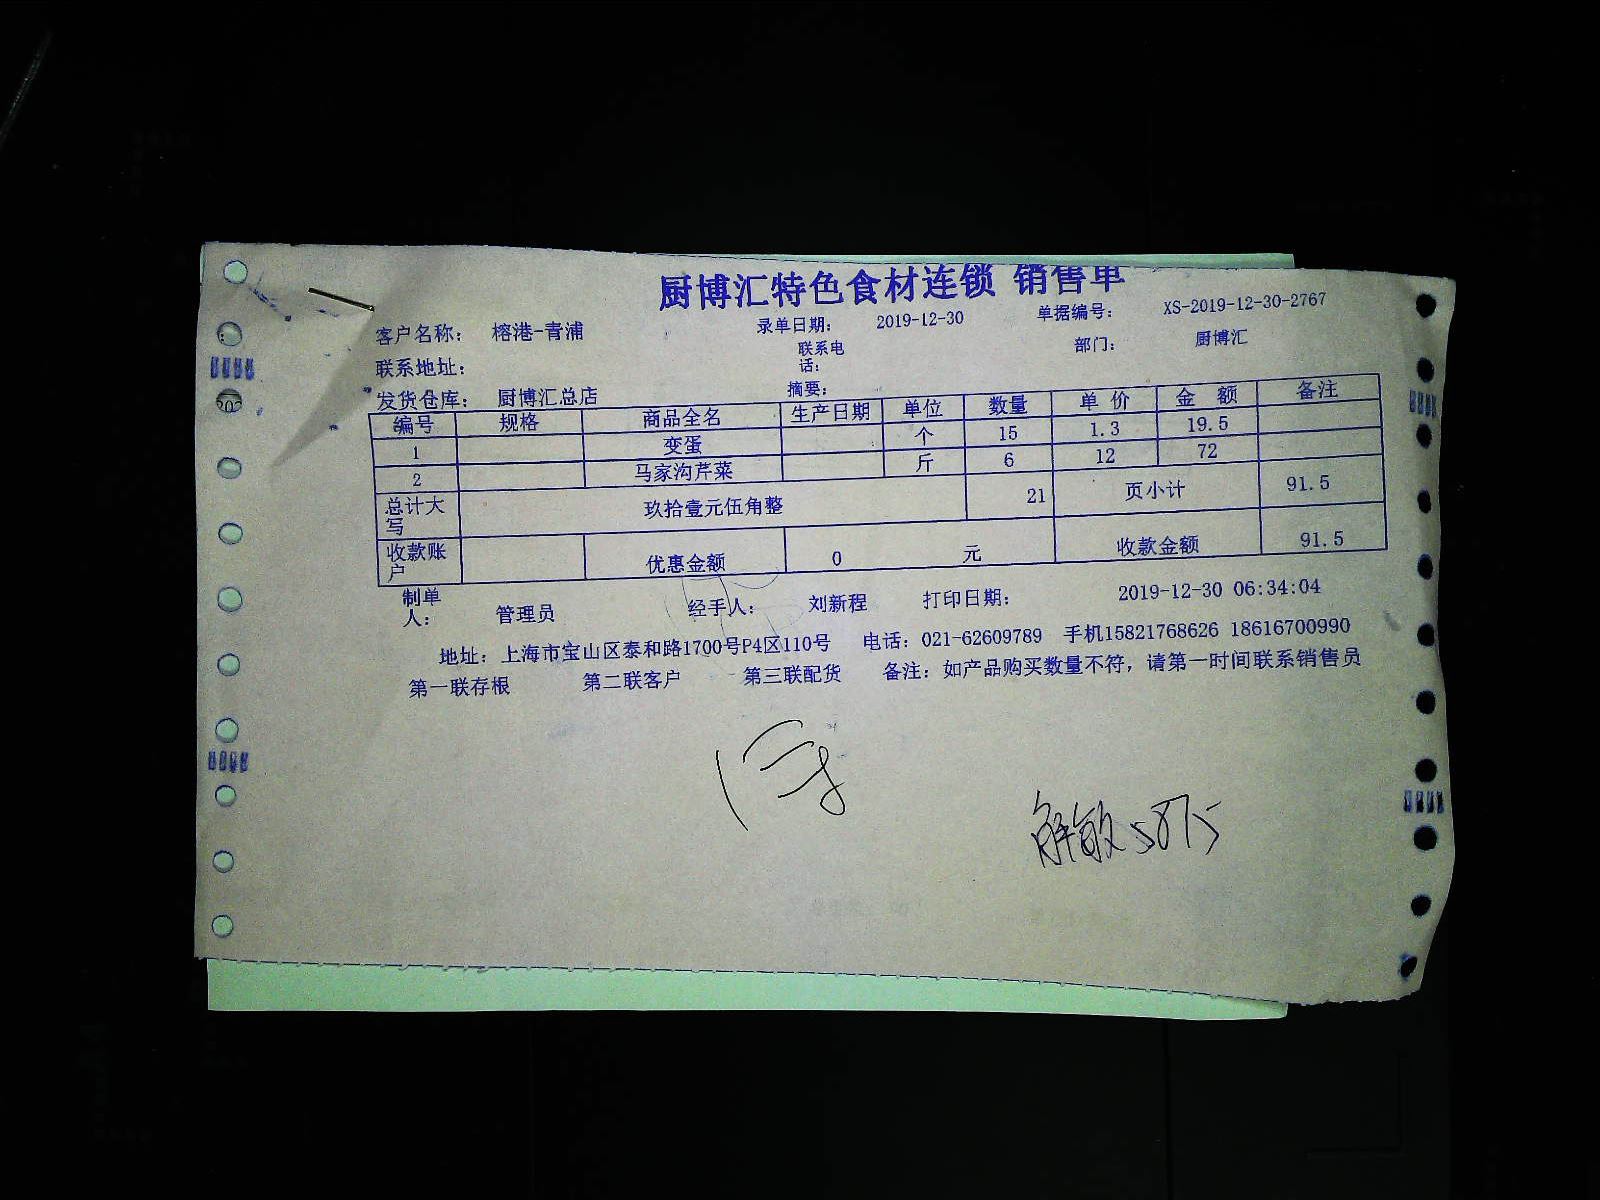 厨博汇特色食材连锁 销售单
客户名称： 榕港-青浦 录单日期： 2019-12-30 单据编号： XS-2019-12-30-2767
联系地址： 联系电话： 部门： 厨博汇
发货仓库： 厨博汇总店 摘要：
编号 规格 商品全名 生产日期 单位 数量 单 价 金 额 备注
1 变蛋 个 15 1.3 19.5
2 马家沟芹菜 斤 6 12 72
总计大写 玖拾壹元伍角整 21 页小计 91.5
收款账户 优惠金额 0 元 收款金额 91.5
制单人： 管理员 经手人： 刘新程 打印日期： 2019-12-30 06:34:04
地址：上海市宝山区泰和路1700号P4区110号 电话：021-62609789 手机15821768626 18616700990
第一联存根 第二联客户 第三联配货 备注：如产品购买数量不符，请第一时间联系销售员